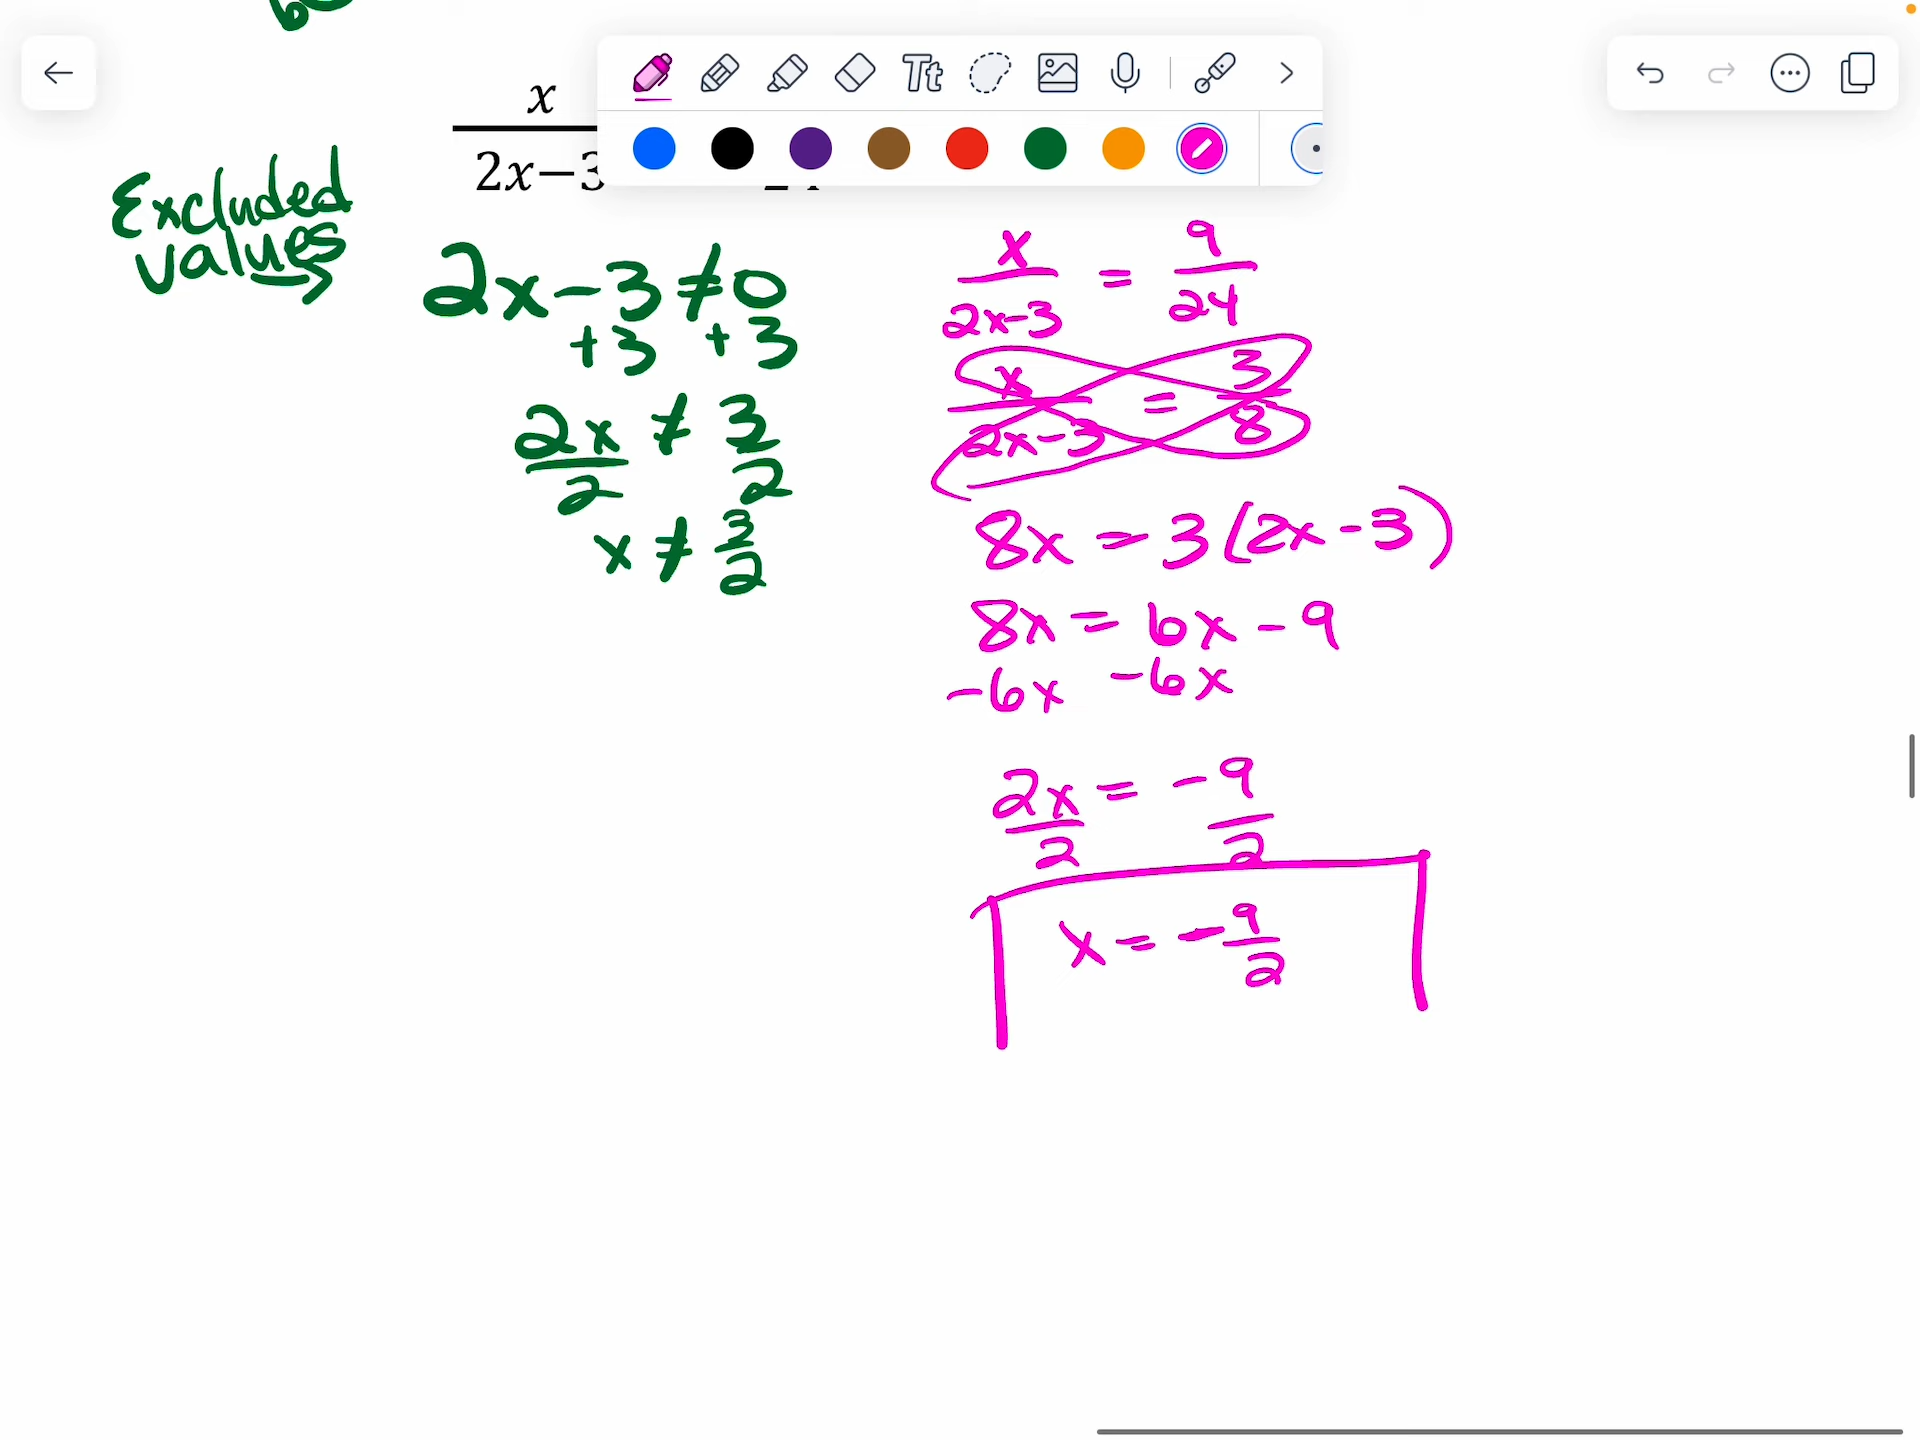 x
2x−3
Tt
Excluded
values
2x−3≠0
+3 +3
2x ≠ 3
2 2
x ≠ 3/2
x/(2x-3) = 9/24
x/(2x-3) = 3/8
8x = 3(2x-3)
8x = 6x - 9
-6x -6x
2x = -9
2 2
x = -9/2